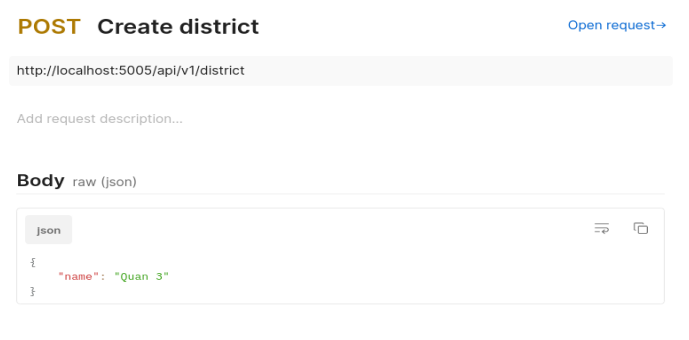 POST Create district Open request→
http://localhost:5005/api/v1/district
Add request description...
Body raw (json)
json
{
    "name": "Quan 3"
}